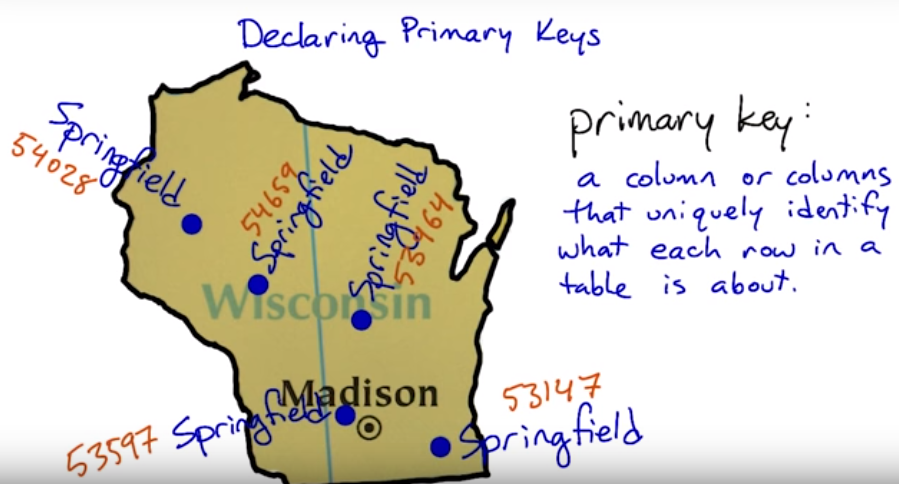 Declaring Primary Keys
Springfield
54028
54659
Springfield
Springfield
53964
primary key:
a column or columns
that uniquely identify
what each row in a
table is about.
Wisconsin
Madison
53597 Springfield
53147
Springfield